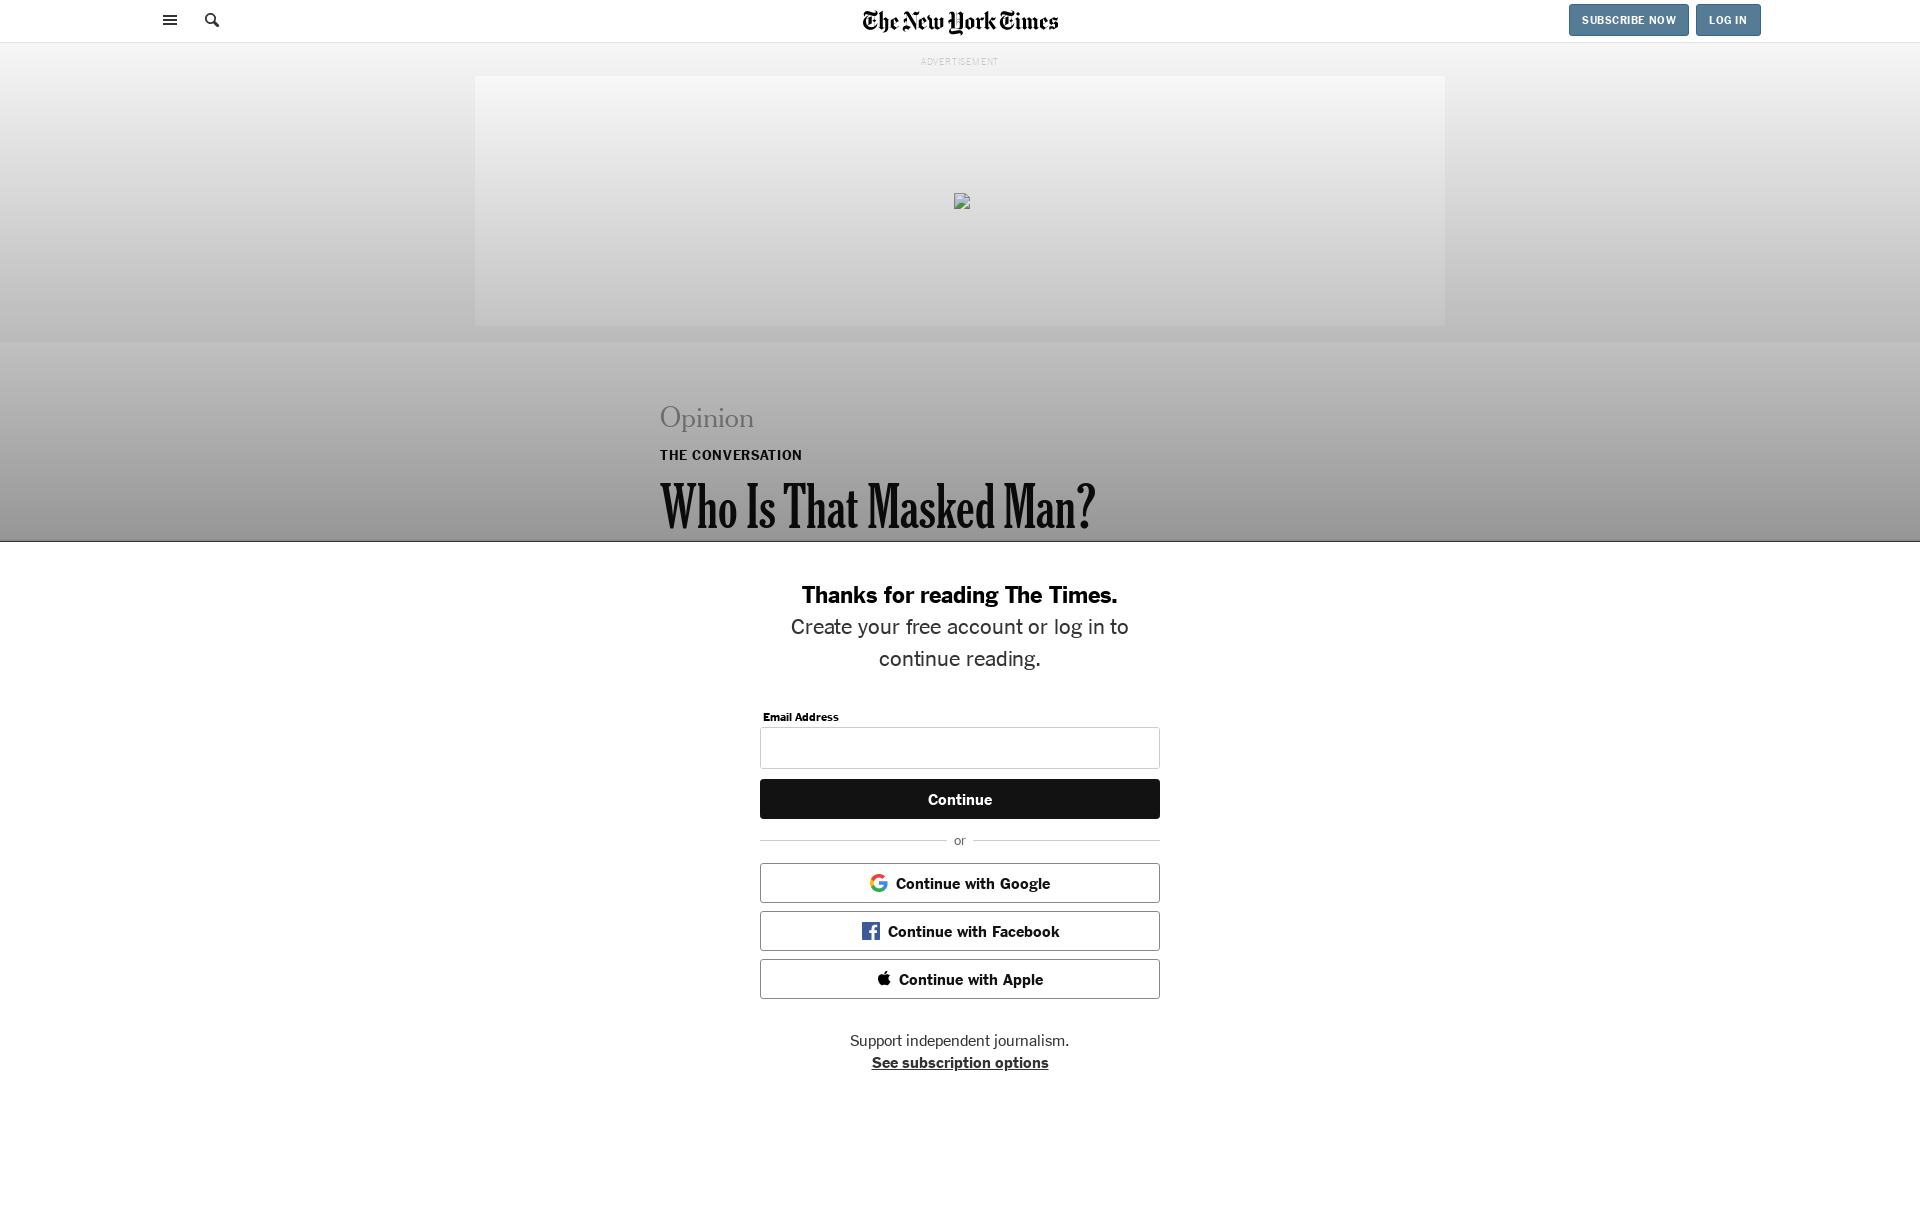 The New York Times
SUBSCRIBE NOW
LOG IN
ADVERTISEMENT
Opinion
THE CONVERSATION
Who Is That Masked Man?
Thanks for reading The Times.
Create your free account or log in to
continue reading.
Email Address
Continue
or
Continue with Google
Continue with Facebook
Continue with Apple
Support independent journalism.
See subscription options